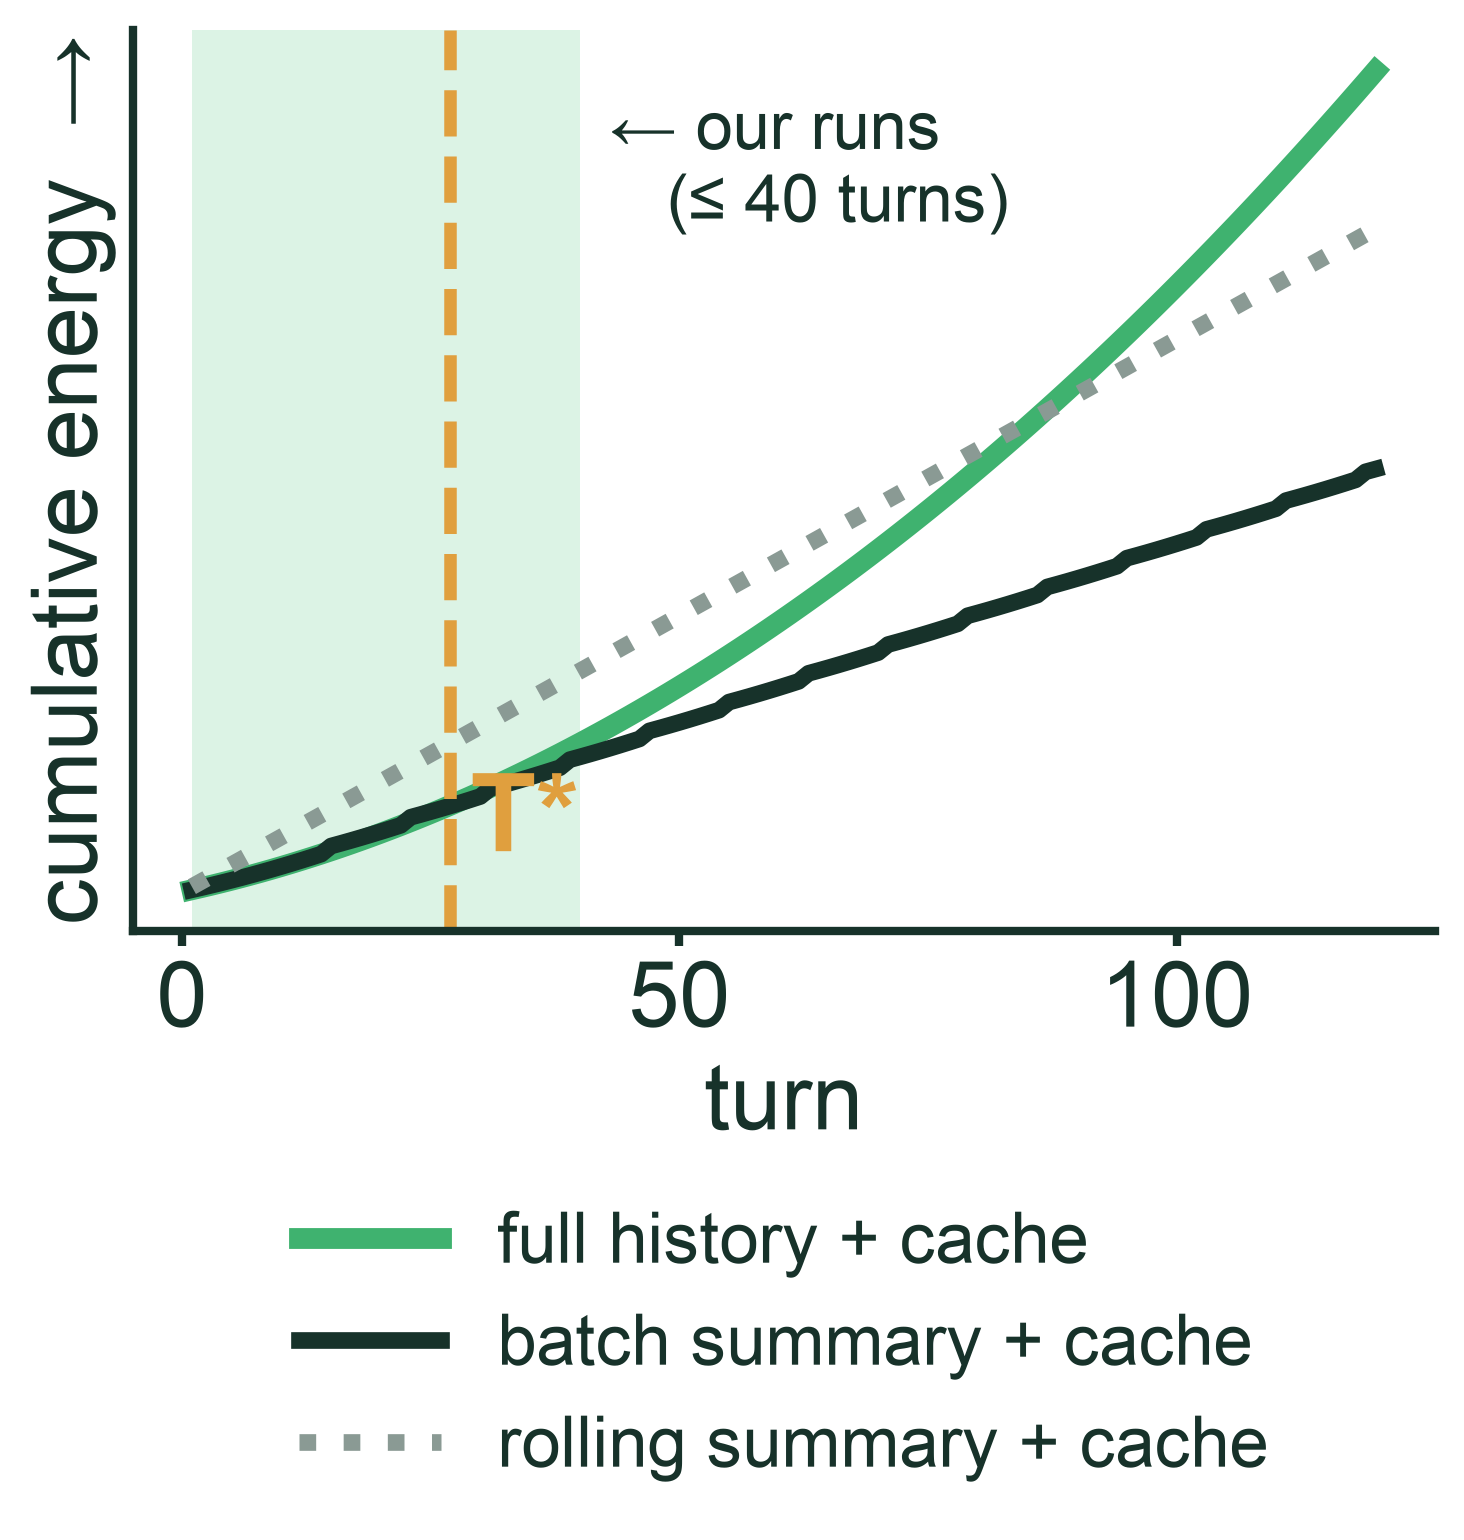 cumulative energy →
← our runs
(≤ 40 turns)
T*
0 50 100
turn
full history + cache
batch summary + cache
rolling summary + cache